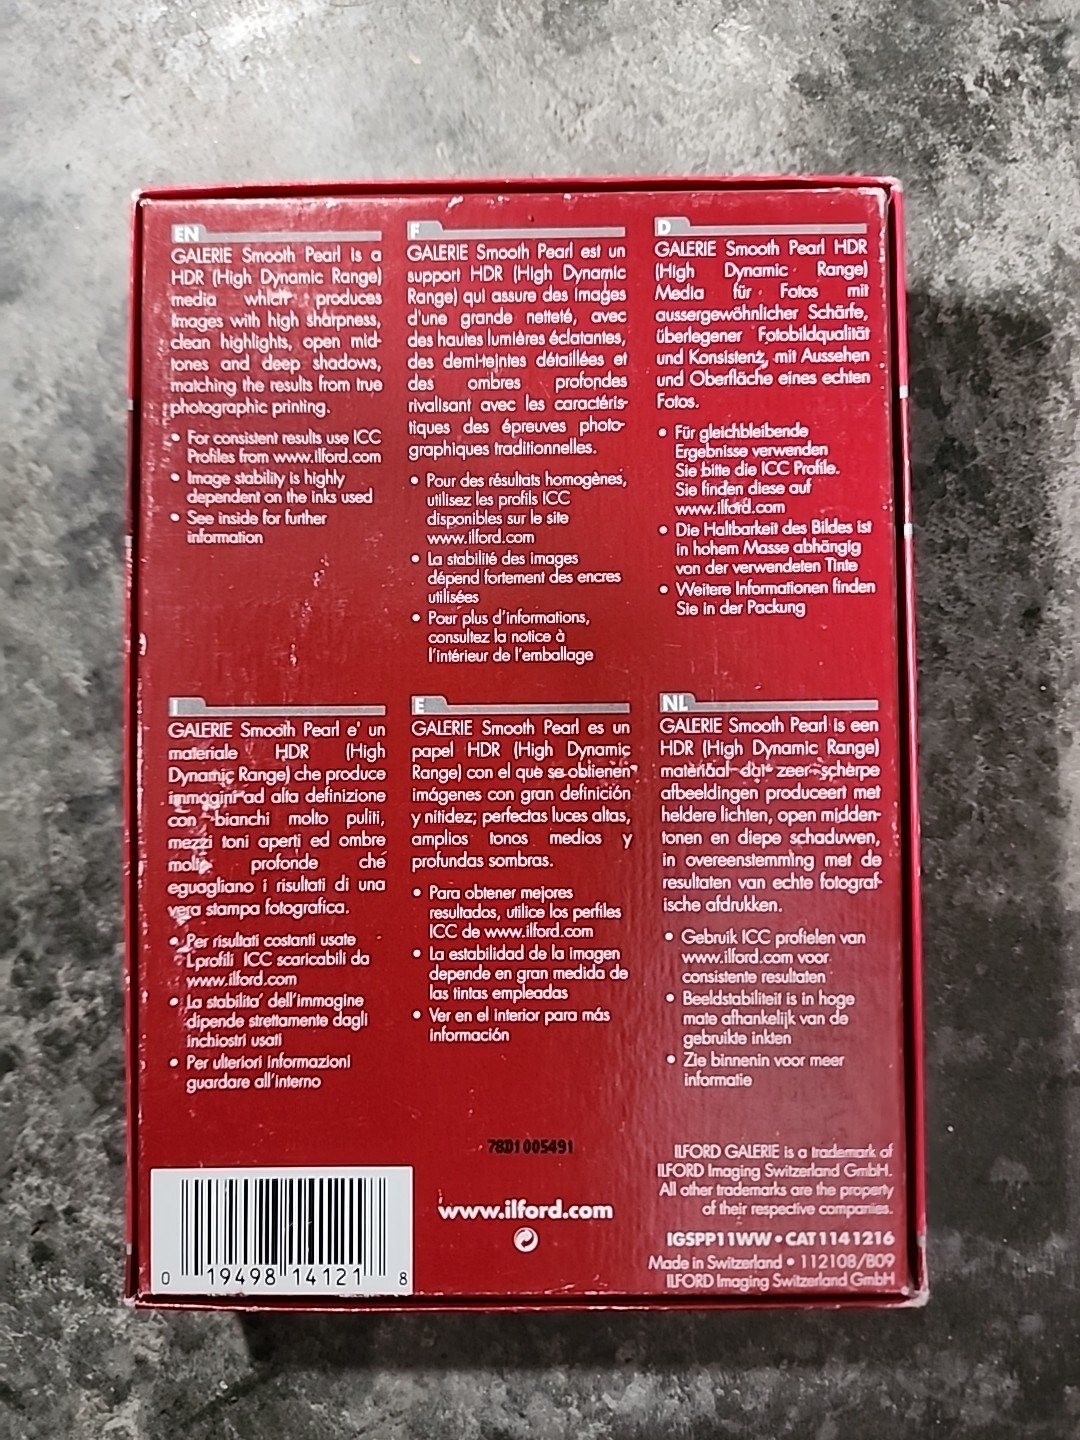 EN
GALERIE Smooth Pearl is a
HDR (High Dynamic Range)
media which produces
images with high sharpness,
clean highlights, open mid-
tones and deep shadows,
matching the results from true
photographic printing.
• For consistent results use ICC
Profiles from www.ilford.com
• Image stability is highly
dependent on the inks used
• See inside for further
information
F
GALERIE Smooth Pearl est un
support HDR (High Dynamic
Range) qui assure des images
d'une grande netteté, avec
des hautes lumières éclatantes,
des demi-teintes détaillées et
des ombres profondes
rivalisant avec les caractéris-
tiques des épreuves photo-
graphiques traditionnelles.
• Pour des résultats homogènes,
utilisez les profils ICC
disponibles sur le site
www.ilford.com
• La stabilité des images
dépend fortement des encres
utilisées
• Pour plus d'informations,
consultez la notice à
l'intérieur de l'emballage
D
GALERIE Smooth Pearl HDR
(High Dynamic Range)
Media für Fotos mit
aussergewöhnlicher Schärfe,
überlegener Fotobildqualität
und Konsistenz, mit Aussehen
und Oberfläche eines echten
Fotos.
• Für gleichbleibende
Ergebnisse verwenden
Sie bitte die ICC Profile.
Sie finden diese auf
www.ilford.com
• Die Haltbarkeit des Bildes ist
in hohem Masse abhängig
von der verwendeten Tinte
• Weitere Informationen finden
Sie in der Packung
I
GALERIE Smooth Pearl e' un
materiale HDR (High
Dynamic Range) che produce
immagini ad alta definizione
con bianchi molto puliti,
mezzi toni aperti ed ombre
molto profonde che
eguagliano i risultati di una
vera stampa fotografica.
• Per risultati costanti usate
I profili ICC scaricabili da
www.ilford.com
• La stabilita' dell'immagine
dipende strettamente dagli
inchiostri usati
• Per ulteriori informazioni
guardare all'interno
E
GALERIE Smooth Pearl es un
papel HDR (High Dynamic
Range) con el que se obtienen
imágenes con gran definición
y nitidez; perfectas luces altas,
amplios tonos medios y
profundas sombras.
• Para obtener mejores
resultados, utilice los perfiles
ICC de www.ilford.com
• La estabilidad de la imagen
depende en gran medida de
las tintas empleadas
• Ver en el interior para más
información
NL
GALERIE Smooth Pearl is een
HDR (High Dynamic Range)
materiaal dat zeer scherpe
afbeeldingen produceert met
heldere lichten, open midden-
tonen en diepe schaduwen,
in overeenstemming met de
resultaten van echte fotograf-
ische afdrukken.
• Gebruik ICC profielen van
www.ilford.com voor
consistente resultaten
• Beeldstabiliteit is in hoge
mate afhankelijk van de
gebruikte inkten
• Zie binnenin voor meer
informatie
78D1005491
0 19498 14121 8
www.ilford.com
ILFORD GALERIE is a trademark of
ILFORD Imaging Switzerland GmbH.
All other trademarks are the property
of their respective companies.
IGSPP11WW • CAT1141216
Made in Switzerland • 112108/B09
ILFORD Imaging Switzerland GmbH